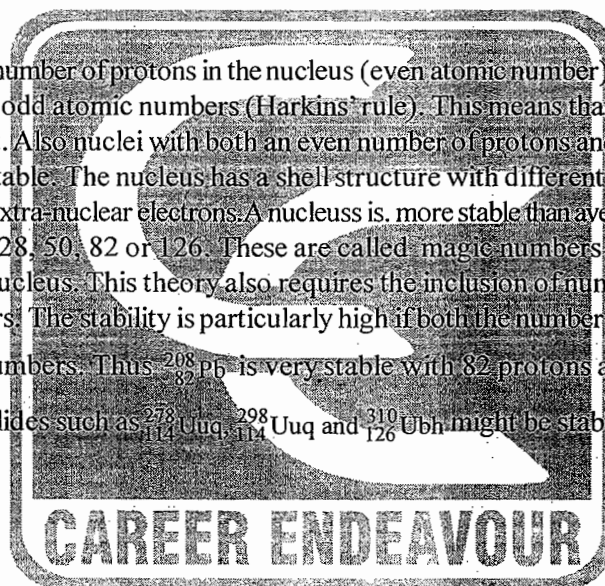 number of protons in the nucleus (even atomic number)
odd atomic numbers (Harkins' rule). This means tha
. Also nuclei with both an even number of protons and
table. The nucleus has a shell structure with different
xtra-nuclear electrons. A nucleuss is. more stable than ave
28, 50, 82 or 126. These are called magic numbers
ucleus. This theory also requires the inclusion of num
rs. The stability is particularly high if both the number
umbers. Thus ²⁰⁸₈₂Pb is very stable with 82 protons a
lides such as ²⁷⁸₁₁₄Uuq, ²⁹⁸₁₁₄Uuq and ³¹⁰₁₂₆Ubh might be stab
CAREER ENDEAVOUR